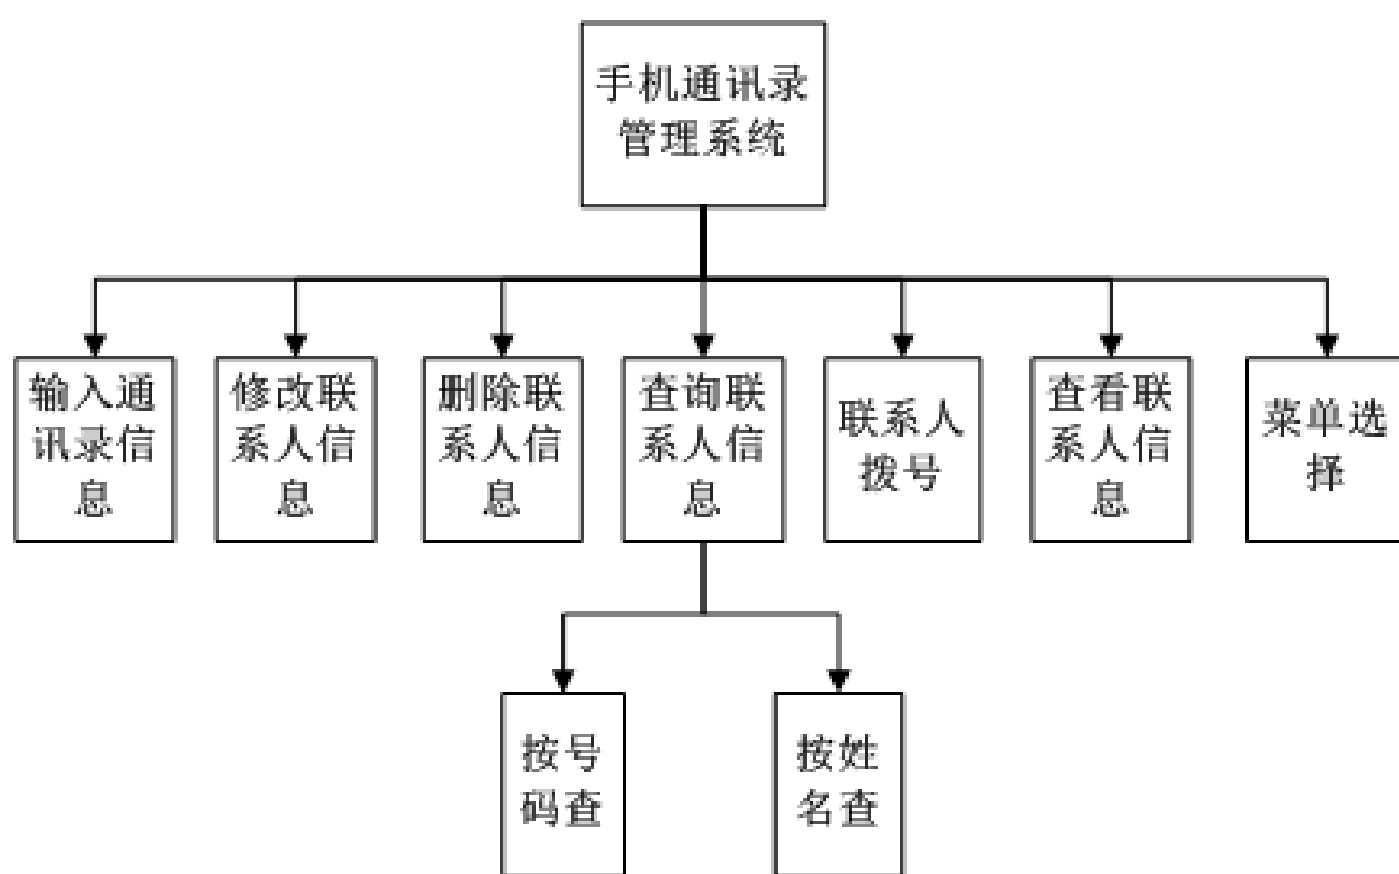 手机通讯录
管理系统
输入通
讯录信
息
修改联
系人信
息
删除联
系人信
息
查询联
系人信
息
联系人
拨号
查看联
系人信
息
菜单选
择
按号
码查
按姓
名查